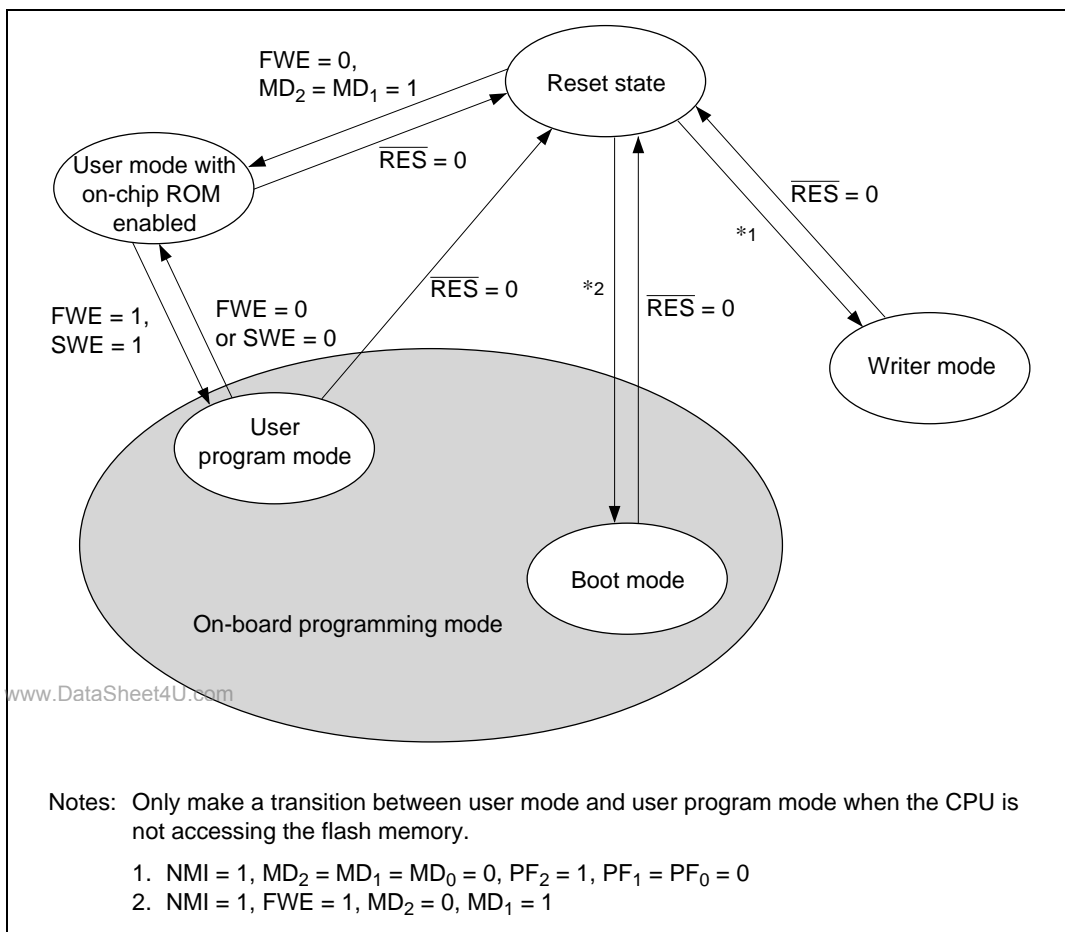 FWE = 0,
MD₂ = MD₁ = 1
Reset state
R̅E̅S̅ = 0
User mode with
on-chip ROM
enabled
R̅E̅S̅ = 0
*1
R̅E̅S̅ = 0
*2
R̅E̅S̅ = 0
FWE = 1,
SWE = 1
FWE = 0
or SWE = 0
Writer mode
User
program mode
Boot mode
On-board programming mode
www.DataSheet4U.com
Notes: Only make a transition between user mode and user program mode when the CPU is
not accessing the flash memory.
1. NMI = 1, MD₂ = MD₁ = MD₀ = 0, PF₂ = 1, PF₁ = PF₀ = 0
2. NMI = 1, FWE = 1, MD₂ = 0, MD₁ = 1